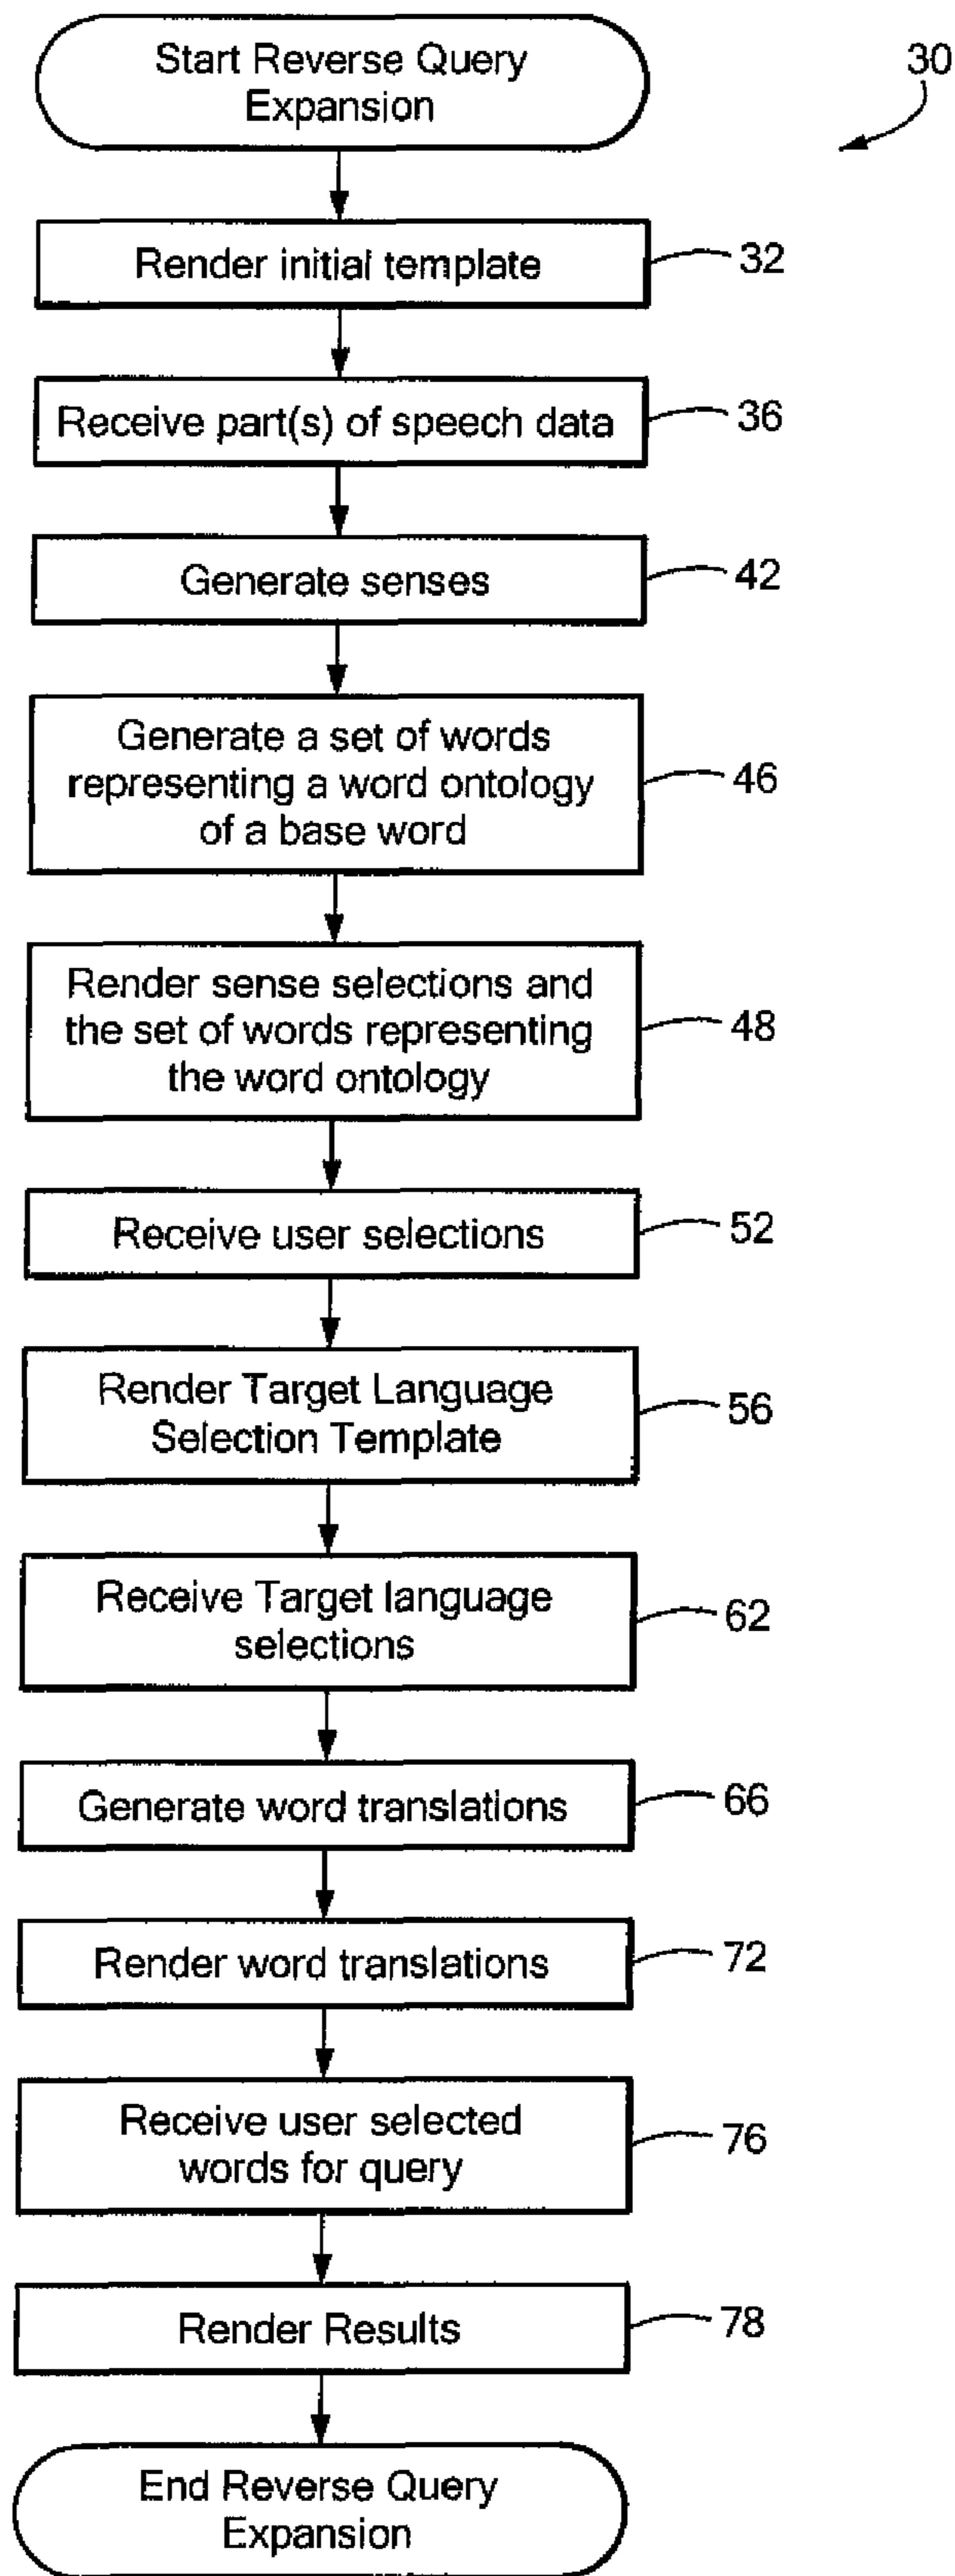 Start Reverse Query
Expansion
30
Render initial template
32
Receive part(s) of speech data
36
Generate senses
42
Generate a set of words
representing a word ontology
of a base word
46
Render sense selections and
the set of words representing
the word ontology
48
Receive user selections
52
Render Target Language
Selection Template
56
Receive Target language
selections
62
Generate word translations
66
Render word translations
72
Receive user selected
words for query
76
Render Results
78
End Reverse Query
Expansion